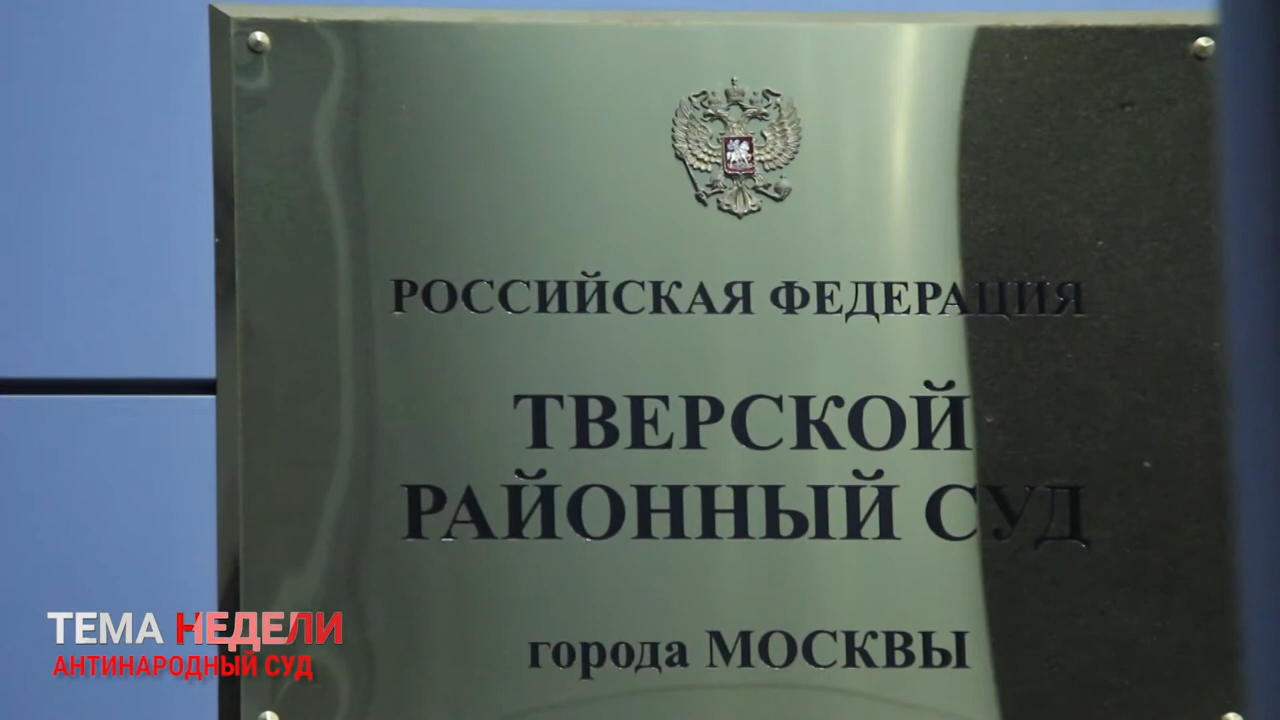 РОССИЙСКАЯ ФЕДЕРАЦИЯ
ТВЕРСКОЙ
РАЙОННЫЙ СУД
города МОСКВЫ
ТЕМА НЕДЕЛИ
АНТИНАРОДНЫЙ СУД